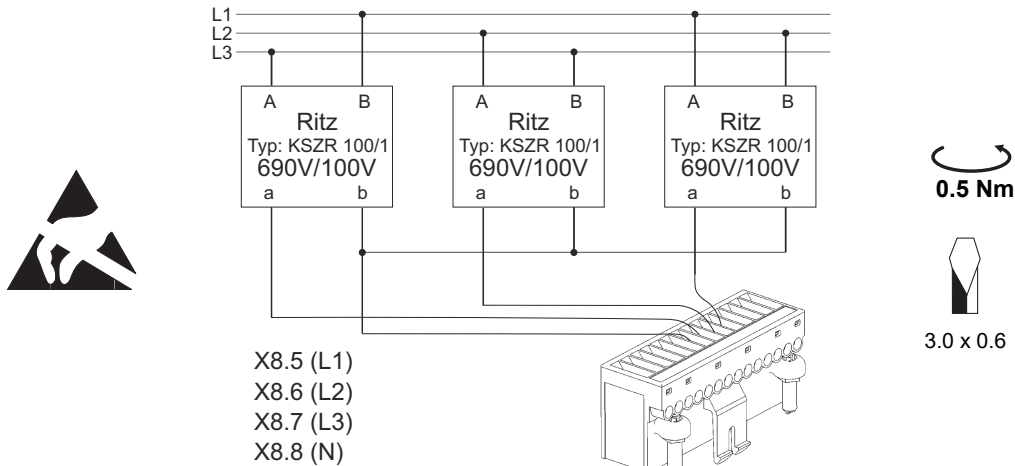 L1
L2
L3
A B
Ritz
Typ: KSZR 100/1
690V/100V
a b
A B
Ritz
Typ: KSZR 100/1
690V/100V
a b
A B
Ritz
Typ: KSZR 100/1
690V/100V
a b
0.5 Nm
3.0 x 0.6
X8.5 (L1)
X8.6 (L2)
X8.7 (L3)
X8.8 (N)